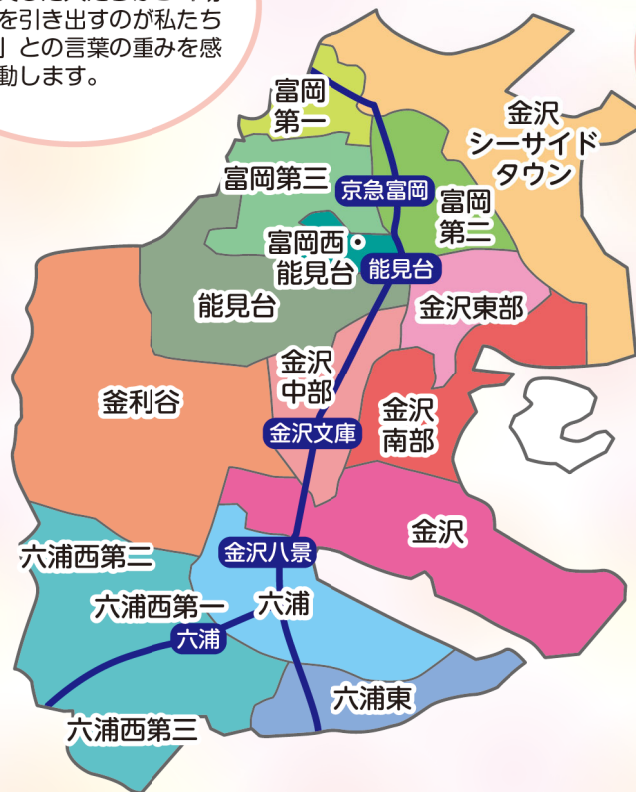 を引き出すのが私たち
」との言葉の重みを感
動します。
富岡
第一
金沢
シーサイド
タウン
富岡第三
京急富岡
富岡
第二
富岡西
能見台
能見台
能見台
金沢東部
金沢
中部
釜利谷
金沢
南部
金沢文庫
金沢
六浦西第二
金沢八景
六浦西第一
六浦
六浦
六浦東
六浦西第三